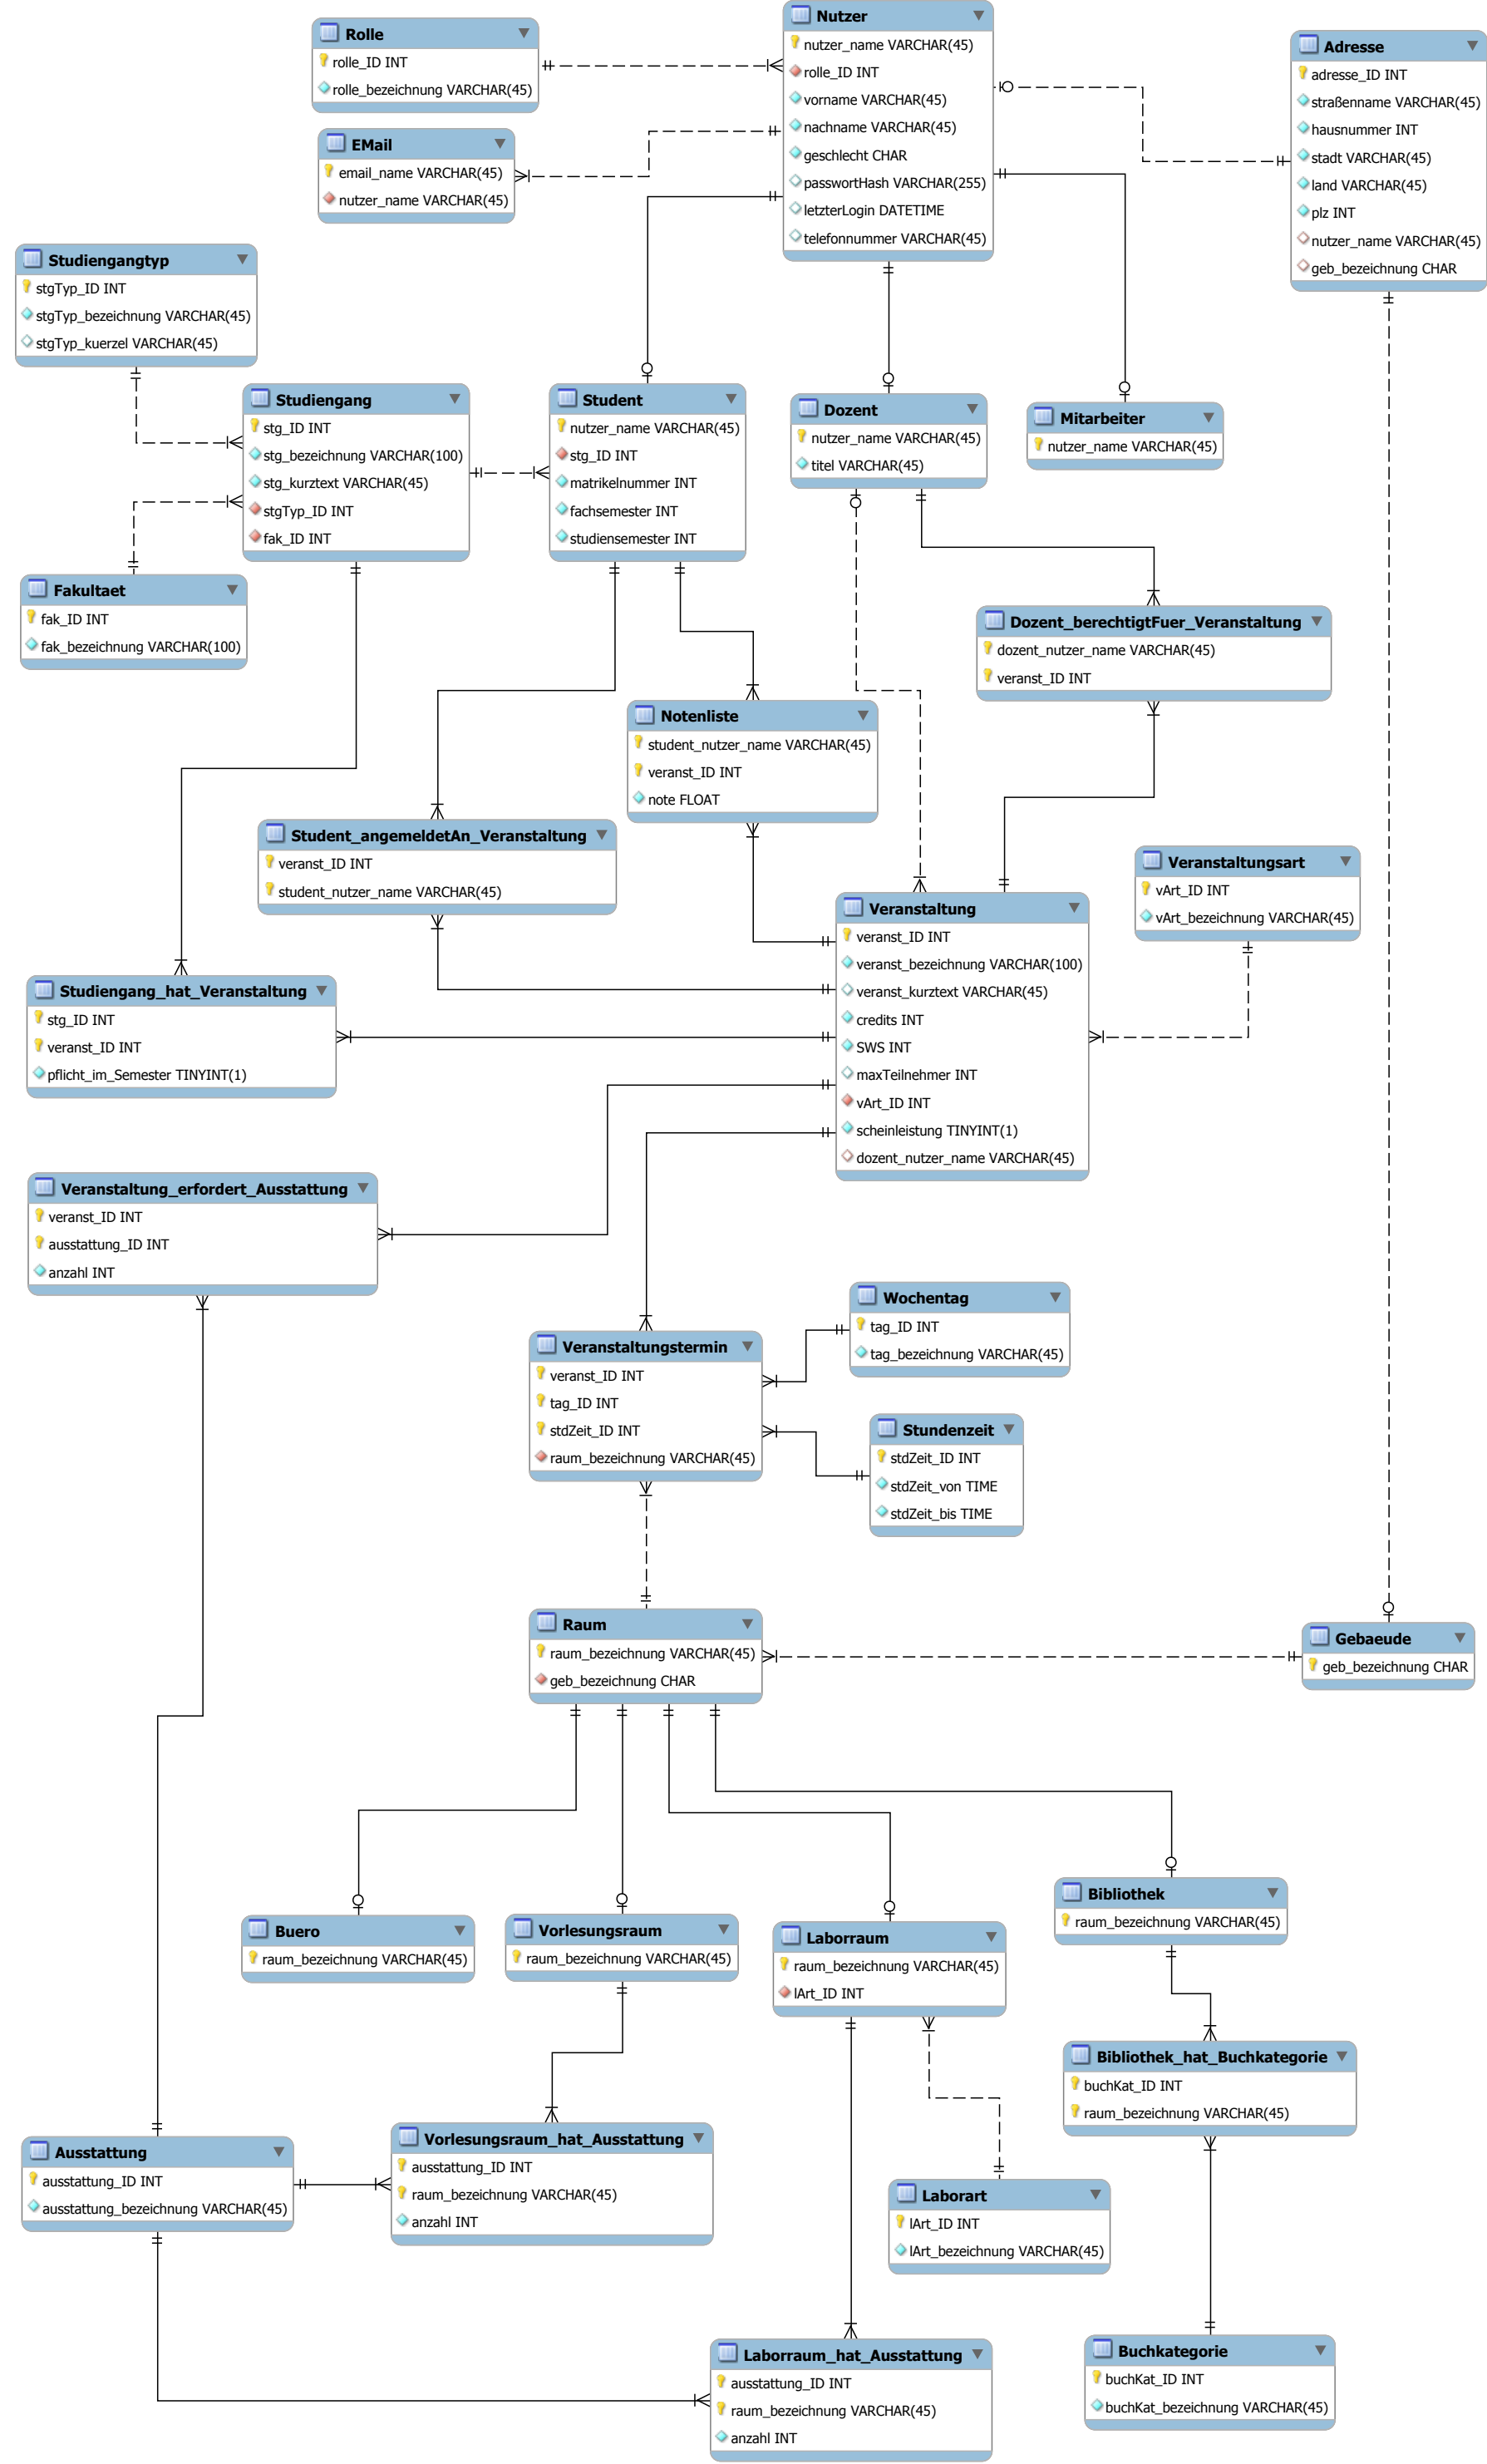 Rolle
rolle_ID INT
rolle_bezeichnung VARCHAR(45)
Nutzer
nutzer_name VARCHAR(45)
rolle_ID INT
vorname VARCHAR(45)
nachname VARCHAR(45)
geschlecht CHAR
passwortHash VARCHAR(255)
letzterLogin DATETIME
telefonnummer VARCHAR(45)
Adresse
adresse_ID INT
straßenname VARCHAR(45)
hausnummer INT
stadt VARCHAR(45)
land VARCHAR(45)
plz INT
nutzer_name VARCHAR(45)
geb_bezeichnung CHAR
EMail
email_name VARCHAR(45)
nutzer_name VARCHAR(45)
Studiengangtyp
stgTyp_ID INT
stgTyp_bezeichnung VARCHAR(45)
stgTyp_kuerzel VARCHAR(45)
Studiengang
stg_ID INT
stg_bezeichnung VARCHAR(100)
stg_kurztext VARCHAR(45)
stgTyp_ID INT
fak_ID INT
Student
nutzer_name VARCHAR(45)
stg_ID INT
matrikelnummer INT
fachsemester INT
studiensemester INT
Dozent
nutzer_name VARCHAR(45)
titel VARCHAR(45)
Mitarbeiter
nutzer_name VARCHAR(45)
Fakultaet
fak_ID INT
fak_bezeichnung VARCHAR(100)
Dozent_berechtigtFuer_Veranstaltung
dozent_nutzer_name VARCHAR(45)
veranst_ID INT
Notenliste
student_nutzer_name VARCHAR(45)
veranst_ID INT
note FLOAT
Student_angemeldetAn_Veranstaltung
veranst_ID INT
student_nutzer_name VARCHAR(45)
Veranstaltungsart
vArt_ID INT
vArt_bezeichnung VARCHAR(45)
Veranstaltung
veranst_ID INT
veranst_bezeichnung VARCHAR(100)
veranst_kurztext VARCHAR(45)
credits INT
SWS INT
maxTeilnehmer INT
vArt_ID INT
scheinleistung TINYINT(1)
dozent_nutzer_name VARCHAR(45)
Studiengang_hat_Veranstaltung
stg_ID INT
veranst_ID INT
pflicht_im_Semester TINYINT(1)
Veranstaltung_erfordert_Ausstattung
veranst_ID INT
ausstattung_ID INT
anzahl INT
Wochentag
tag_ID INT
tag_bezeichnung VARCHAR(45)
Veranstaltungstermin
veranst_ID INT
tag_ID INT
stdZeit_ID INT
raum_bezeichnung VARCHAR(45)
Stundenzeit
stdZeit_ID INT
stdZeit_von TIME
stdZeit_bis TIME
Raum
raum_bezeichnung VARCHAR(45)
geb_bezeichnung CHAR
Gebaeude
geb_bezeichnung CHAR
Buero
raum_bezeichnung VARCHAR(45)
Vorlesungsraum
raum_bezeichnung VARCHAR(45)
Laborraum
raum_bezeichnung VARCHAR(45)
lArt_ID INT
Bibliothek
raum_bezeichnung VARCHAR(45)
Bibliothek_hat_Buchkategorie
buchKat_ID INT
raum_bezeichnung VARCHAR(45)
Ausstattung
ausstattung_ID INT
ausstattung_bezeichnung VARCHAR(45)
Vorlesungsraum_hat_Ausstattung
ausstattung_ID INT
raum_bezeichnung VARCHAR(45)
anzahl INT
Laborart
lArt_ID INT
lArt_bezeichnung VARCHAR(45)
Laborraum_hat_Ausstattung
ausstattung_ID INT
raum_bezeichnung VARCHAR(45)
anzahl INT
Buchkategorie
buchKat_ID INT
buchKat_bezeichnung VARCHAR(45)